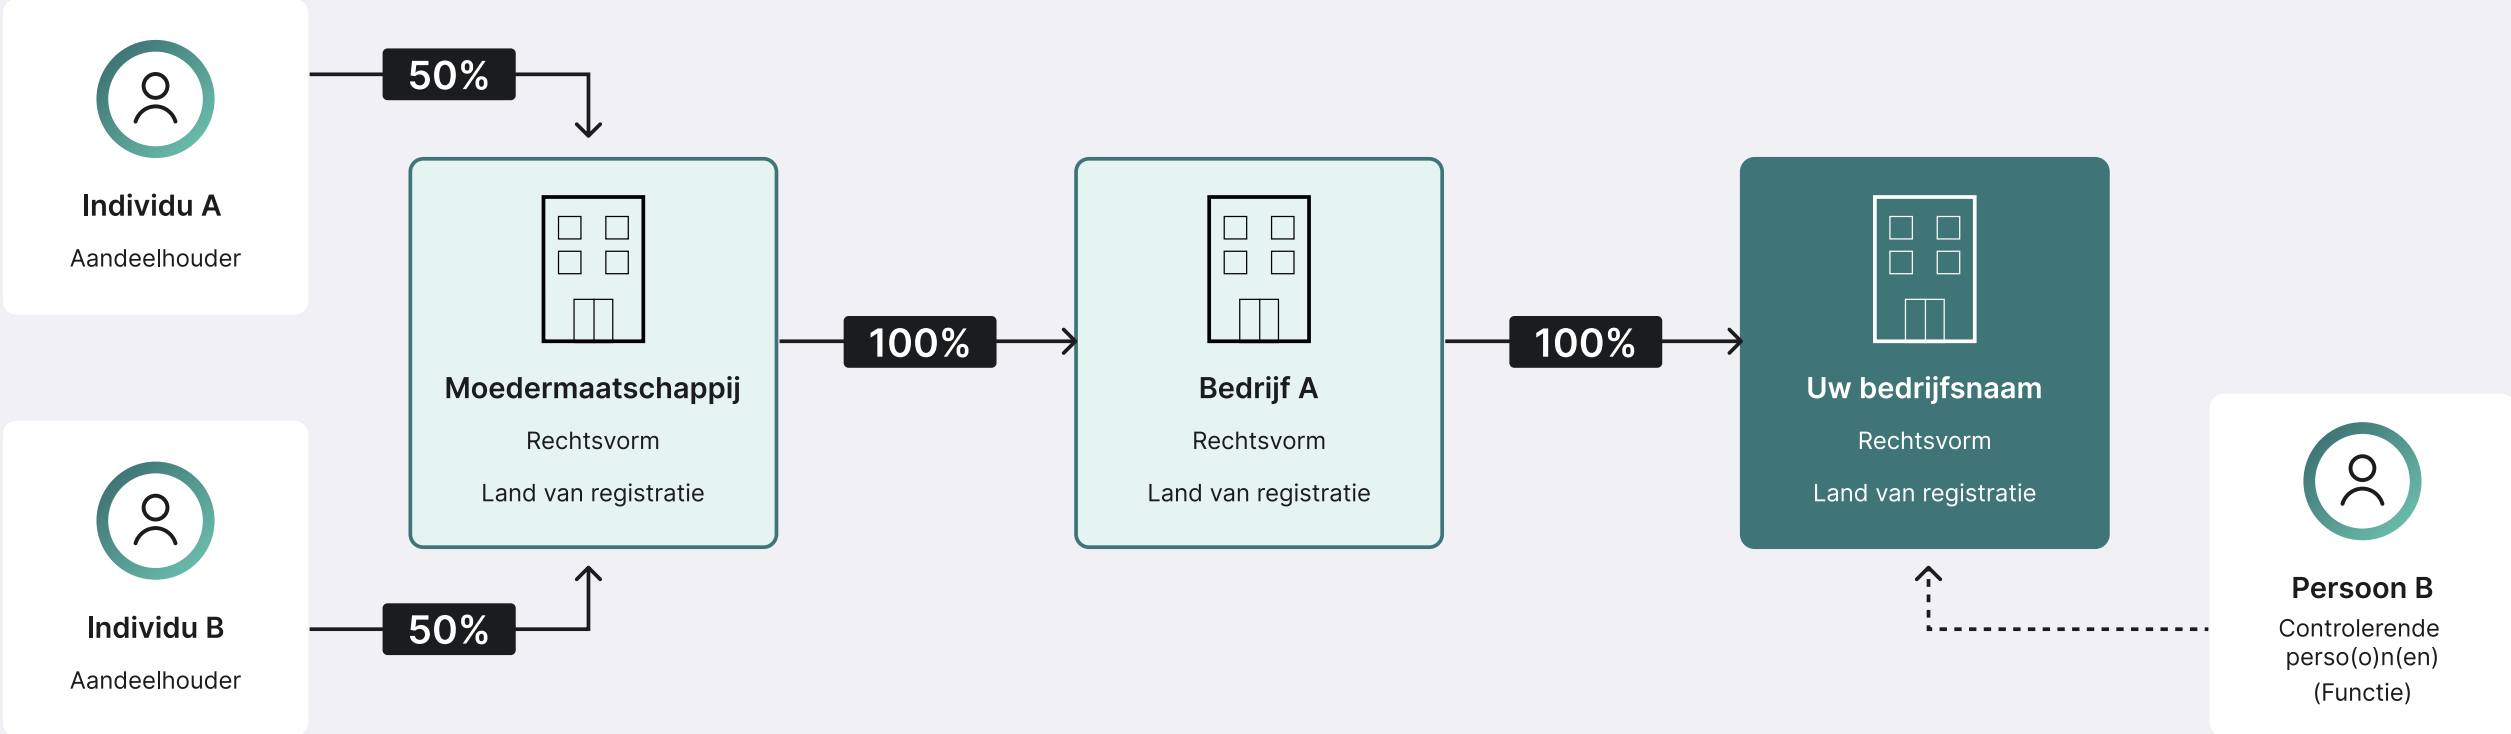 50%
Individu A
Aandeelhouder
Moedermaatschappij
Rechtsvorm
Land van registratie
100%
Bedrijf A
Rechtsvorm
Land van registratie
100%
Uw bedrijfsnaam
Rechtsvorm
Land van registratie
50%
Individu B
Aandeelhouder
Persoon B
Controlerende
perso(o)n(en)
(Functie)